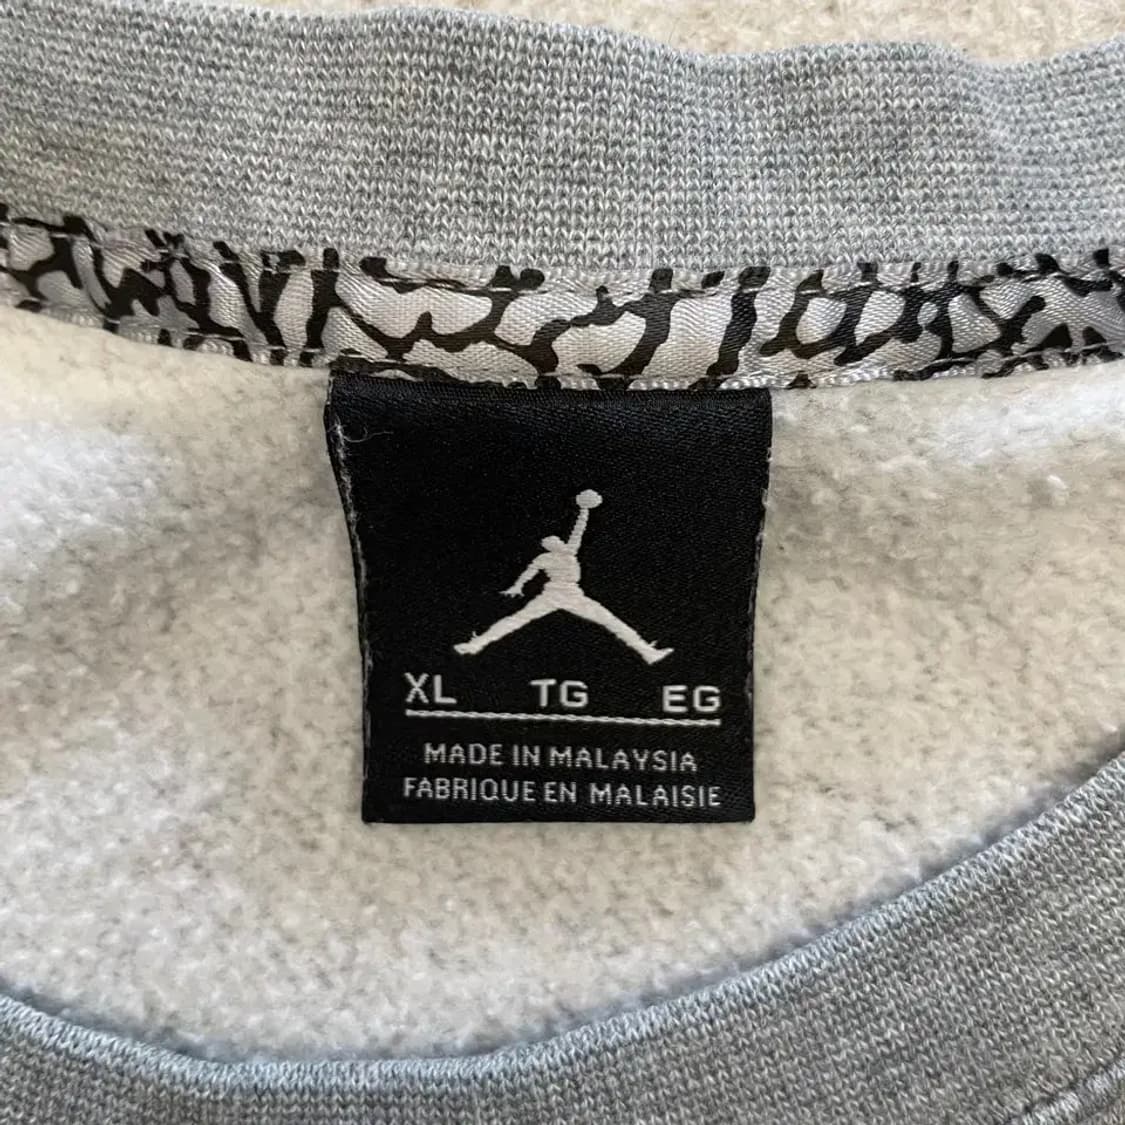 XL TG EG
MADE IN MALAYSIA
FABRIQUE EN MALAISIE